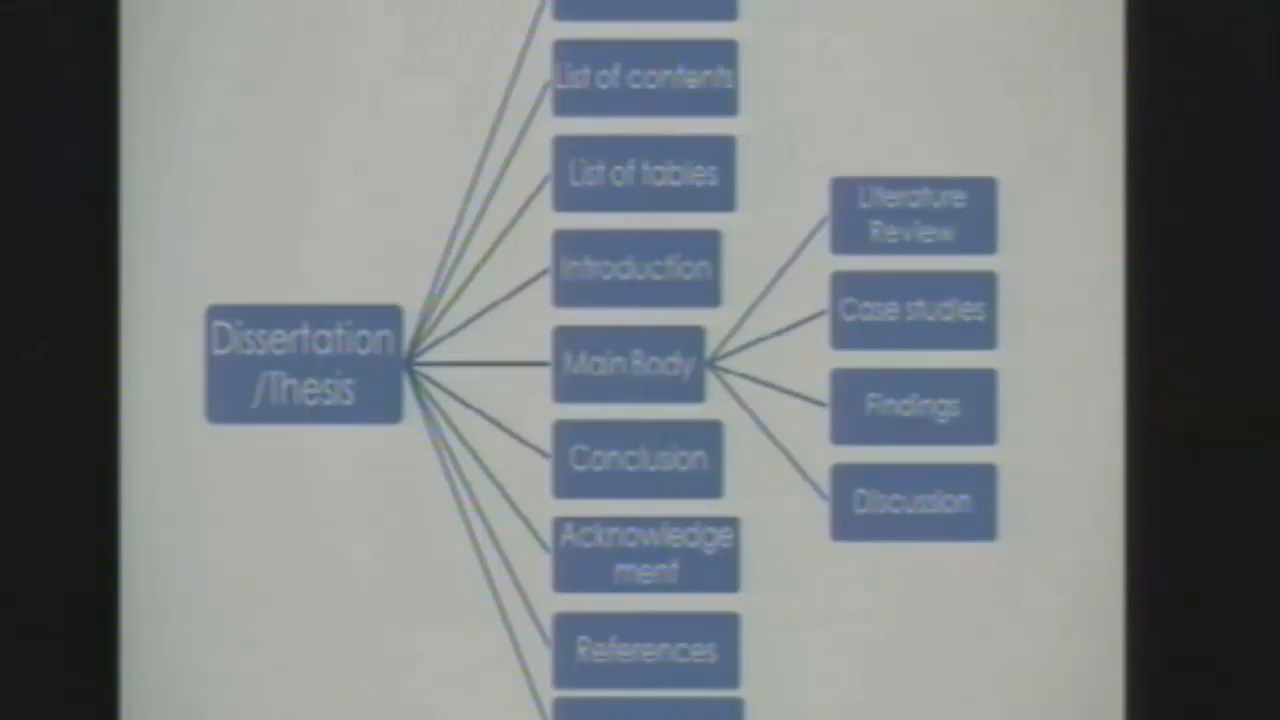 List of contents
List of tables
Introduction
Dissertation
/Thesis
Main Body
Conclusion
Acknowledge
ment
References
Literature
Review
Case studies
Findings
Discussion